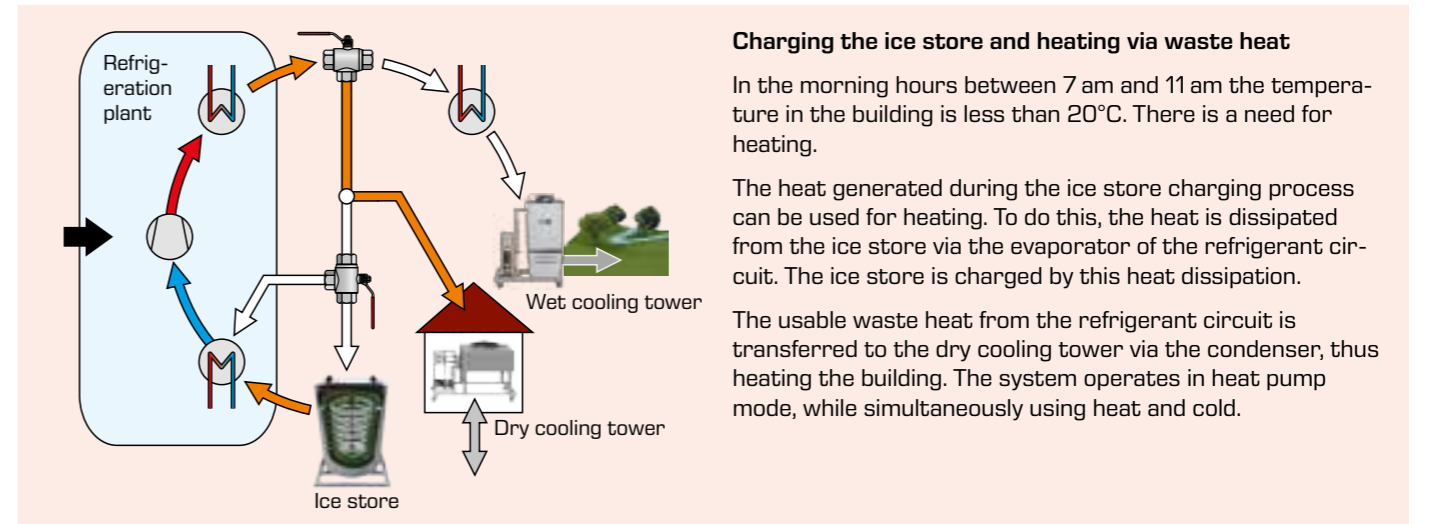 Refrig-
eration
plant
Wet cooling tower
Dry cooling tower
Ice store
Charging the ice store and heating via waste heat
In the morning hours between 7 am and 11 am the tempera-
ture in the building is less than 20°C. There is a need for
heating.
The heat generated during the ice store charging process
can be used for heating. To do this, the heat is dissipated
from the ice store via the evaporator of the refrigerant cir-
cuit. The ice store is charged by this heat dissipation.
The usable waste heat from the refrigerant circuit is
transferred to the dry cooling tower via the condenser, thus
heating the building. The system operates in heat pump
mode, while simultaneously using heat and cold.